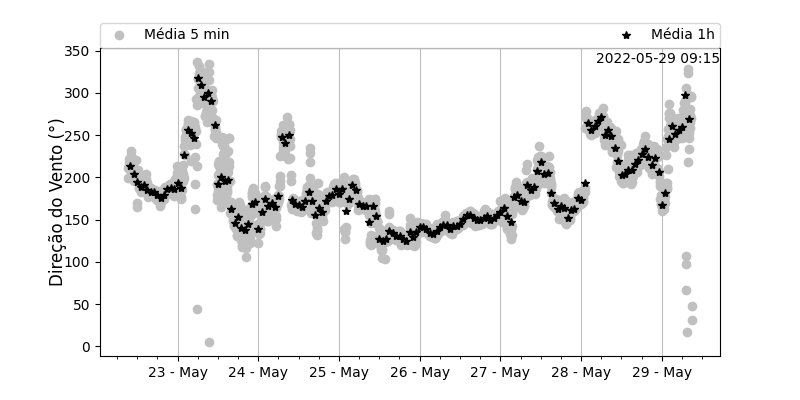 Média 5 min
Média 1h
2022-05-29 09:15
Direção do Vento (°)
350
300
250
200
150
100
50
0
23 - May
24 - May
25 - May
26 - May
27 - May
28 - May
29 - May